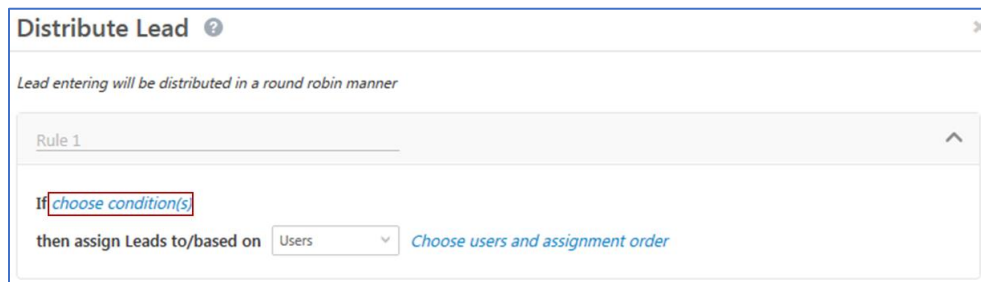 Distribute Lead ?
Lead entering will be distributed in a round robin manner
Rule 1
If choose condition(s)
then assign Leads to/based on Users Choose users and assignment order